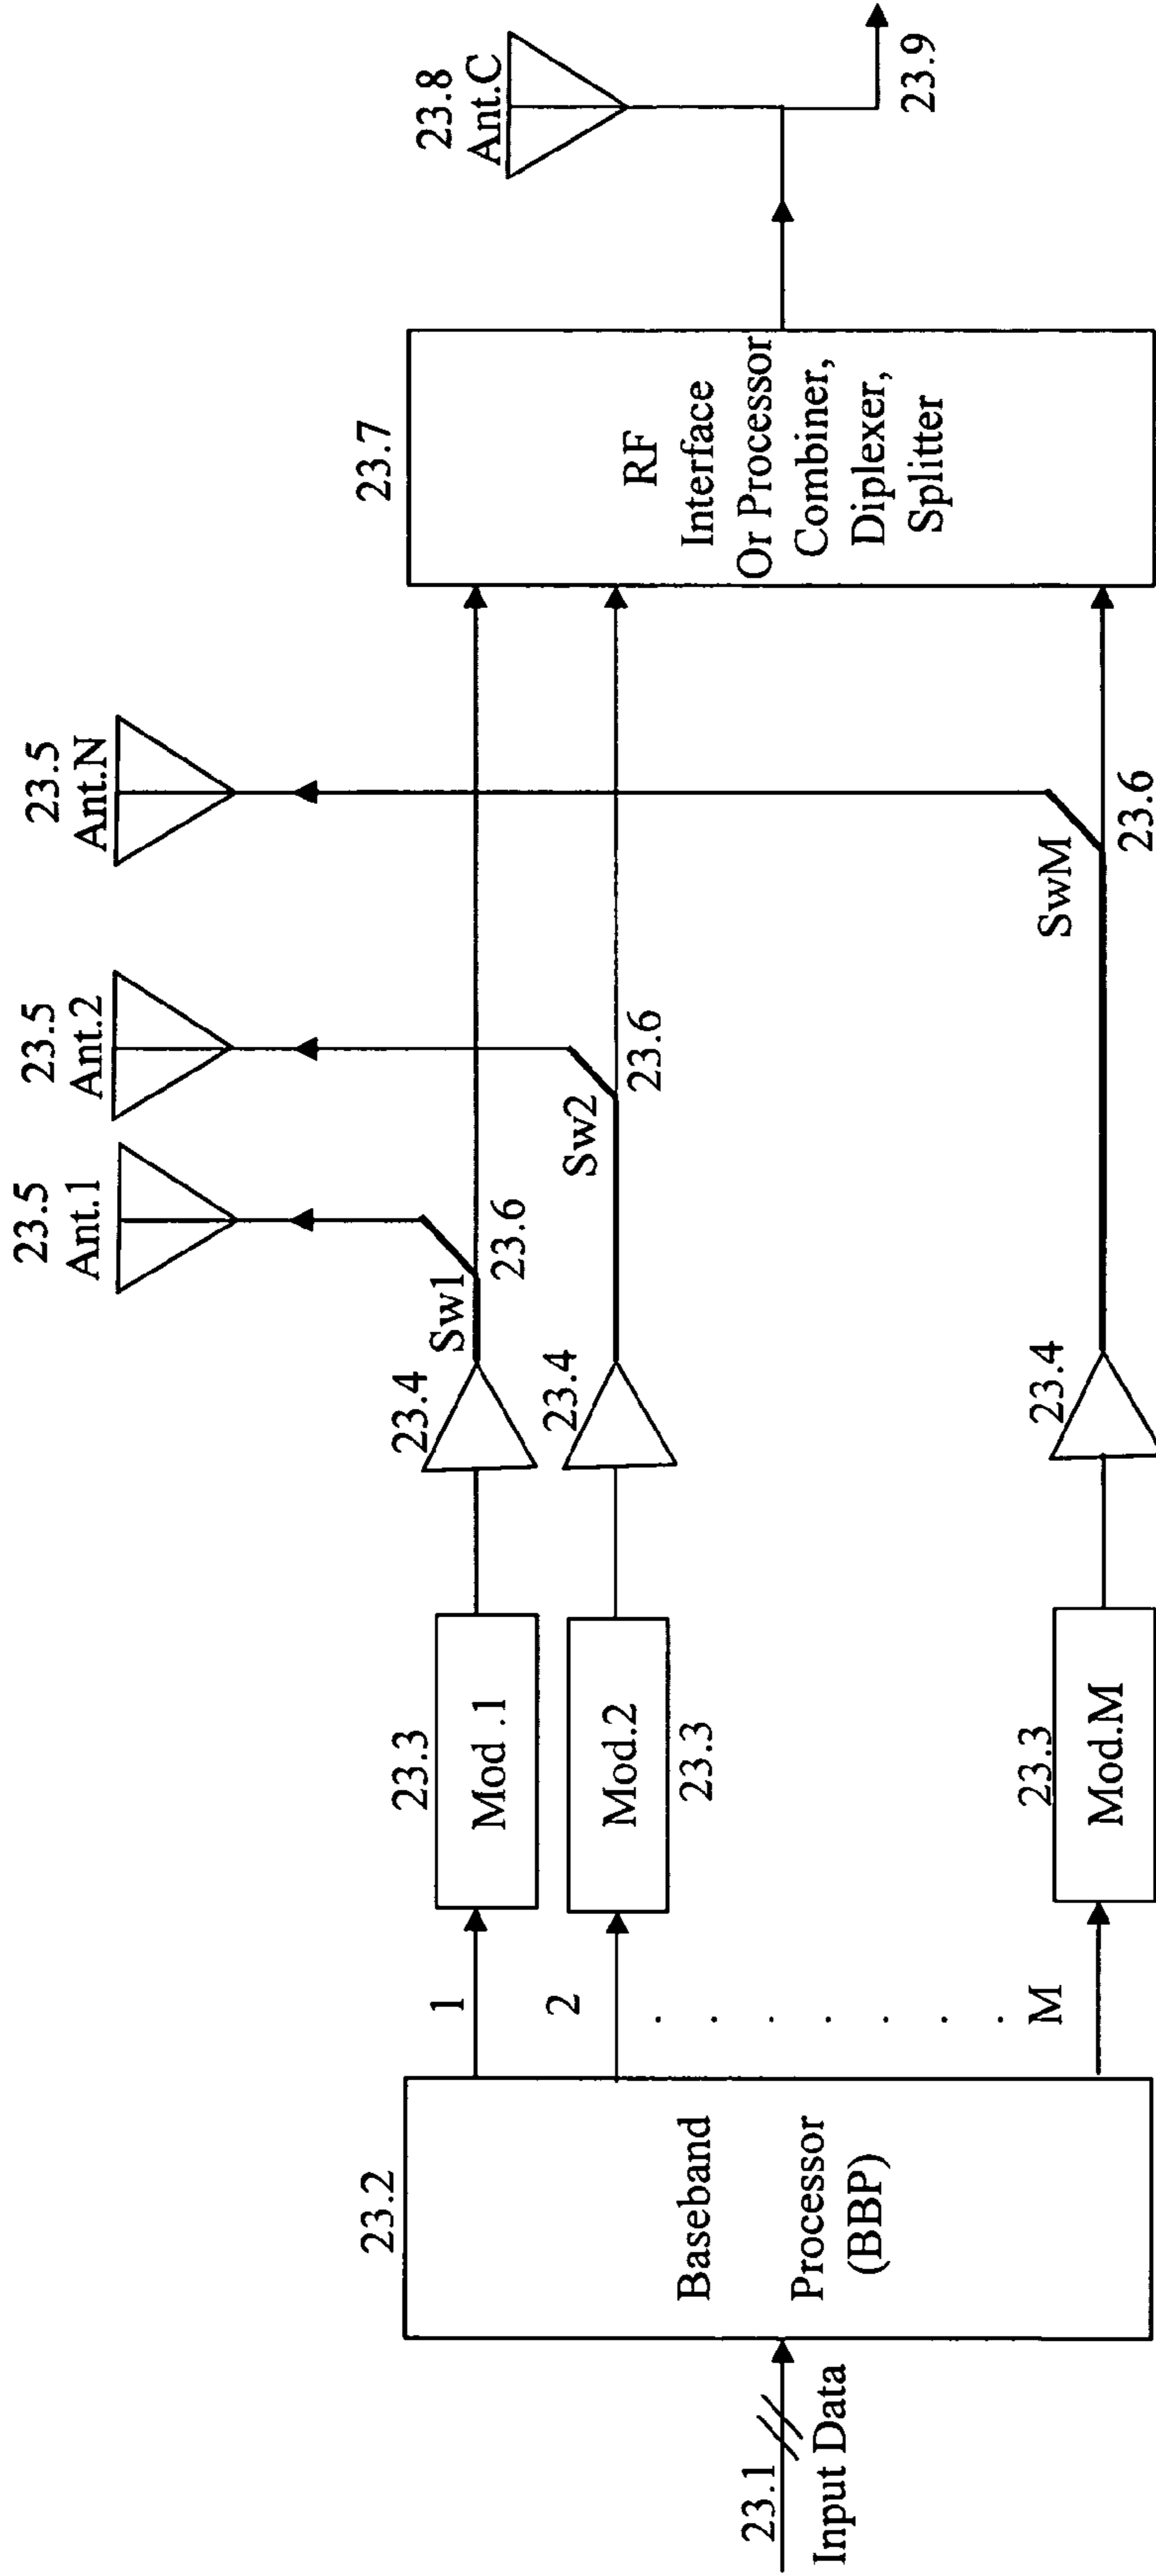 23.1
Input Data
23.2
Baseband
Processor
(BBP)
1
2
. . . . . . .
M
23.3
Mod .1
Mod.2
23.3
23.3
Mod.M
23.4
23.4
23.4
Sw1
23.6
Sw2
23.6
SwM
23.6
23.5
Ant.1
23.5
Ant.2
23.5
Ant.N
23.7
RF
Interface
Or Processor
Combiner,
Diplexer,
Splitter
23.8
Ant.C
23.9